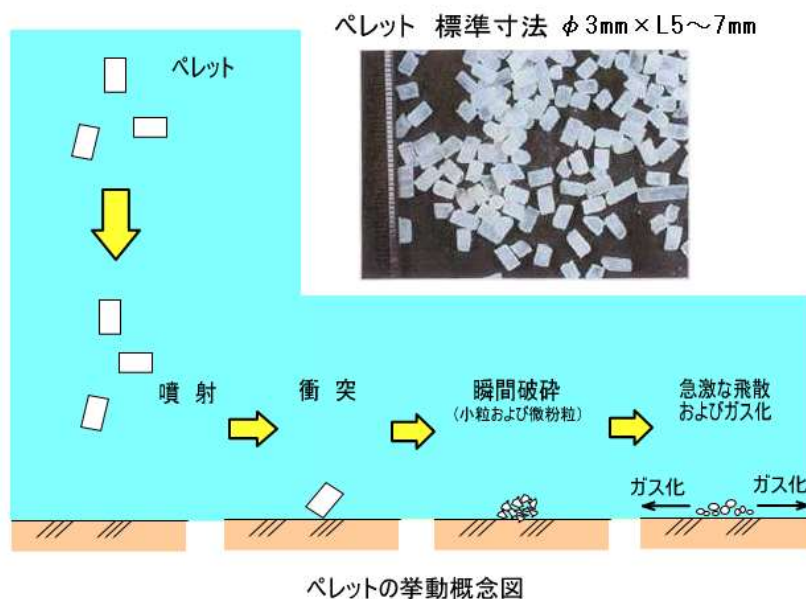 ペレット 標準寸法 φ3mm×L5～7mm
ペレット
噴射
衝突
瞬間破砕
(小粒および微粉粒)
急激な飛散
およびガス化
ガス化
ガス化
ペレットの挙動概念図